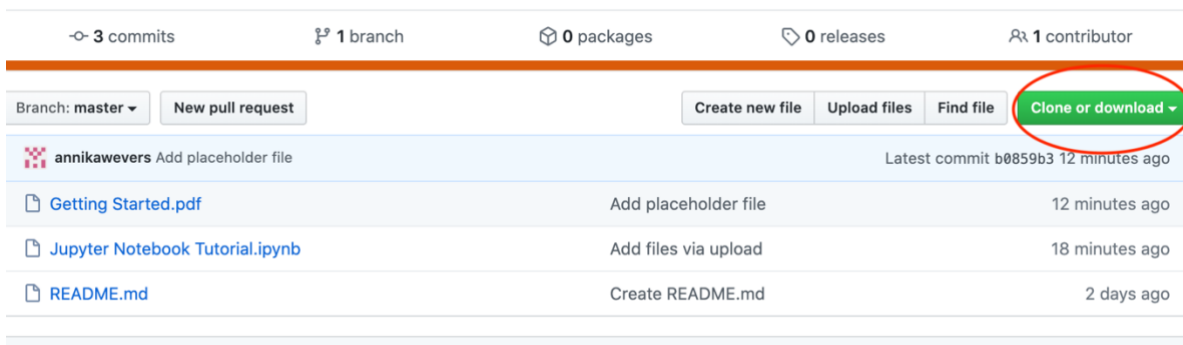 3 commits 1 branch 0 packages 0 releases 1 contributor
Branch: master New pull request Create new file Upload files Find file Clone or download
annikawevers Add placeholder file Latest commit b0859b3 12 minutes ago
Getting Started.pdf Add placeholder file 12 minutes ago
Jupyter Notebook Tutorial.ipynb Add files via upload 18 minutes ago
README.md Create README.md 2 days ago